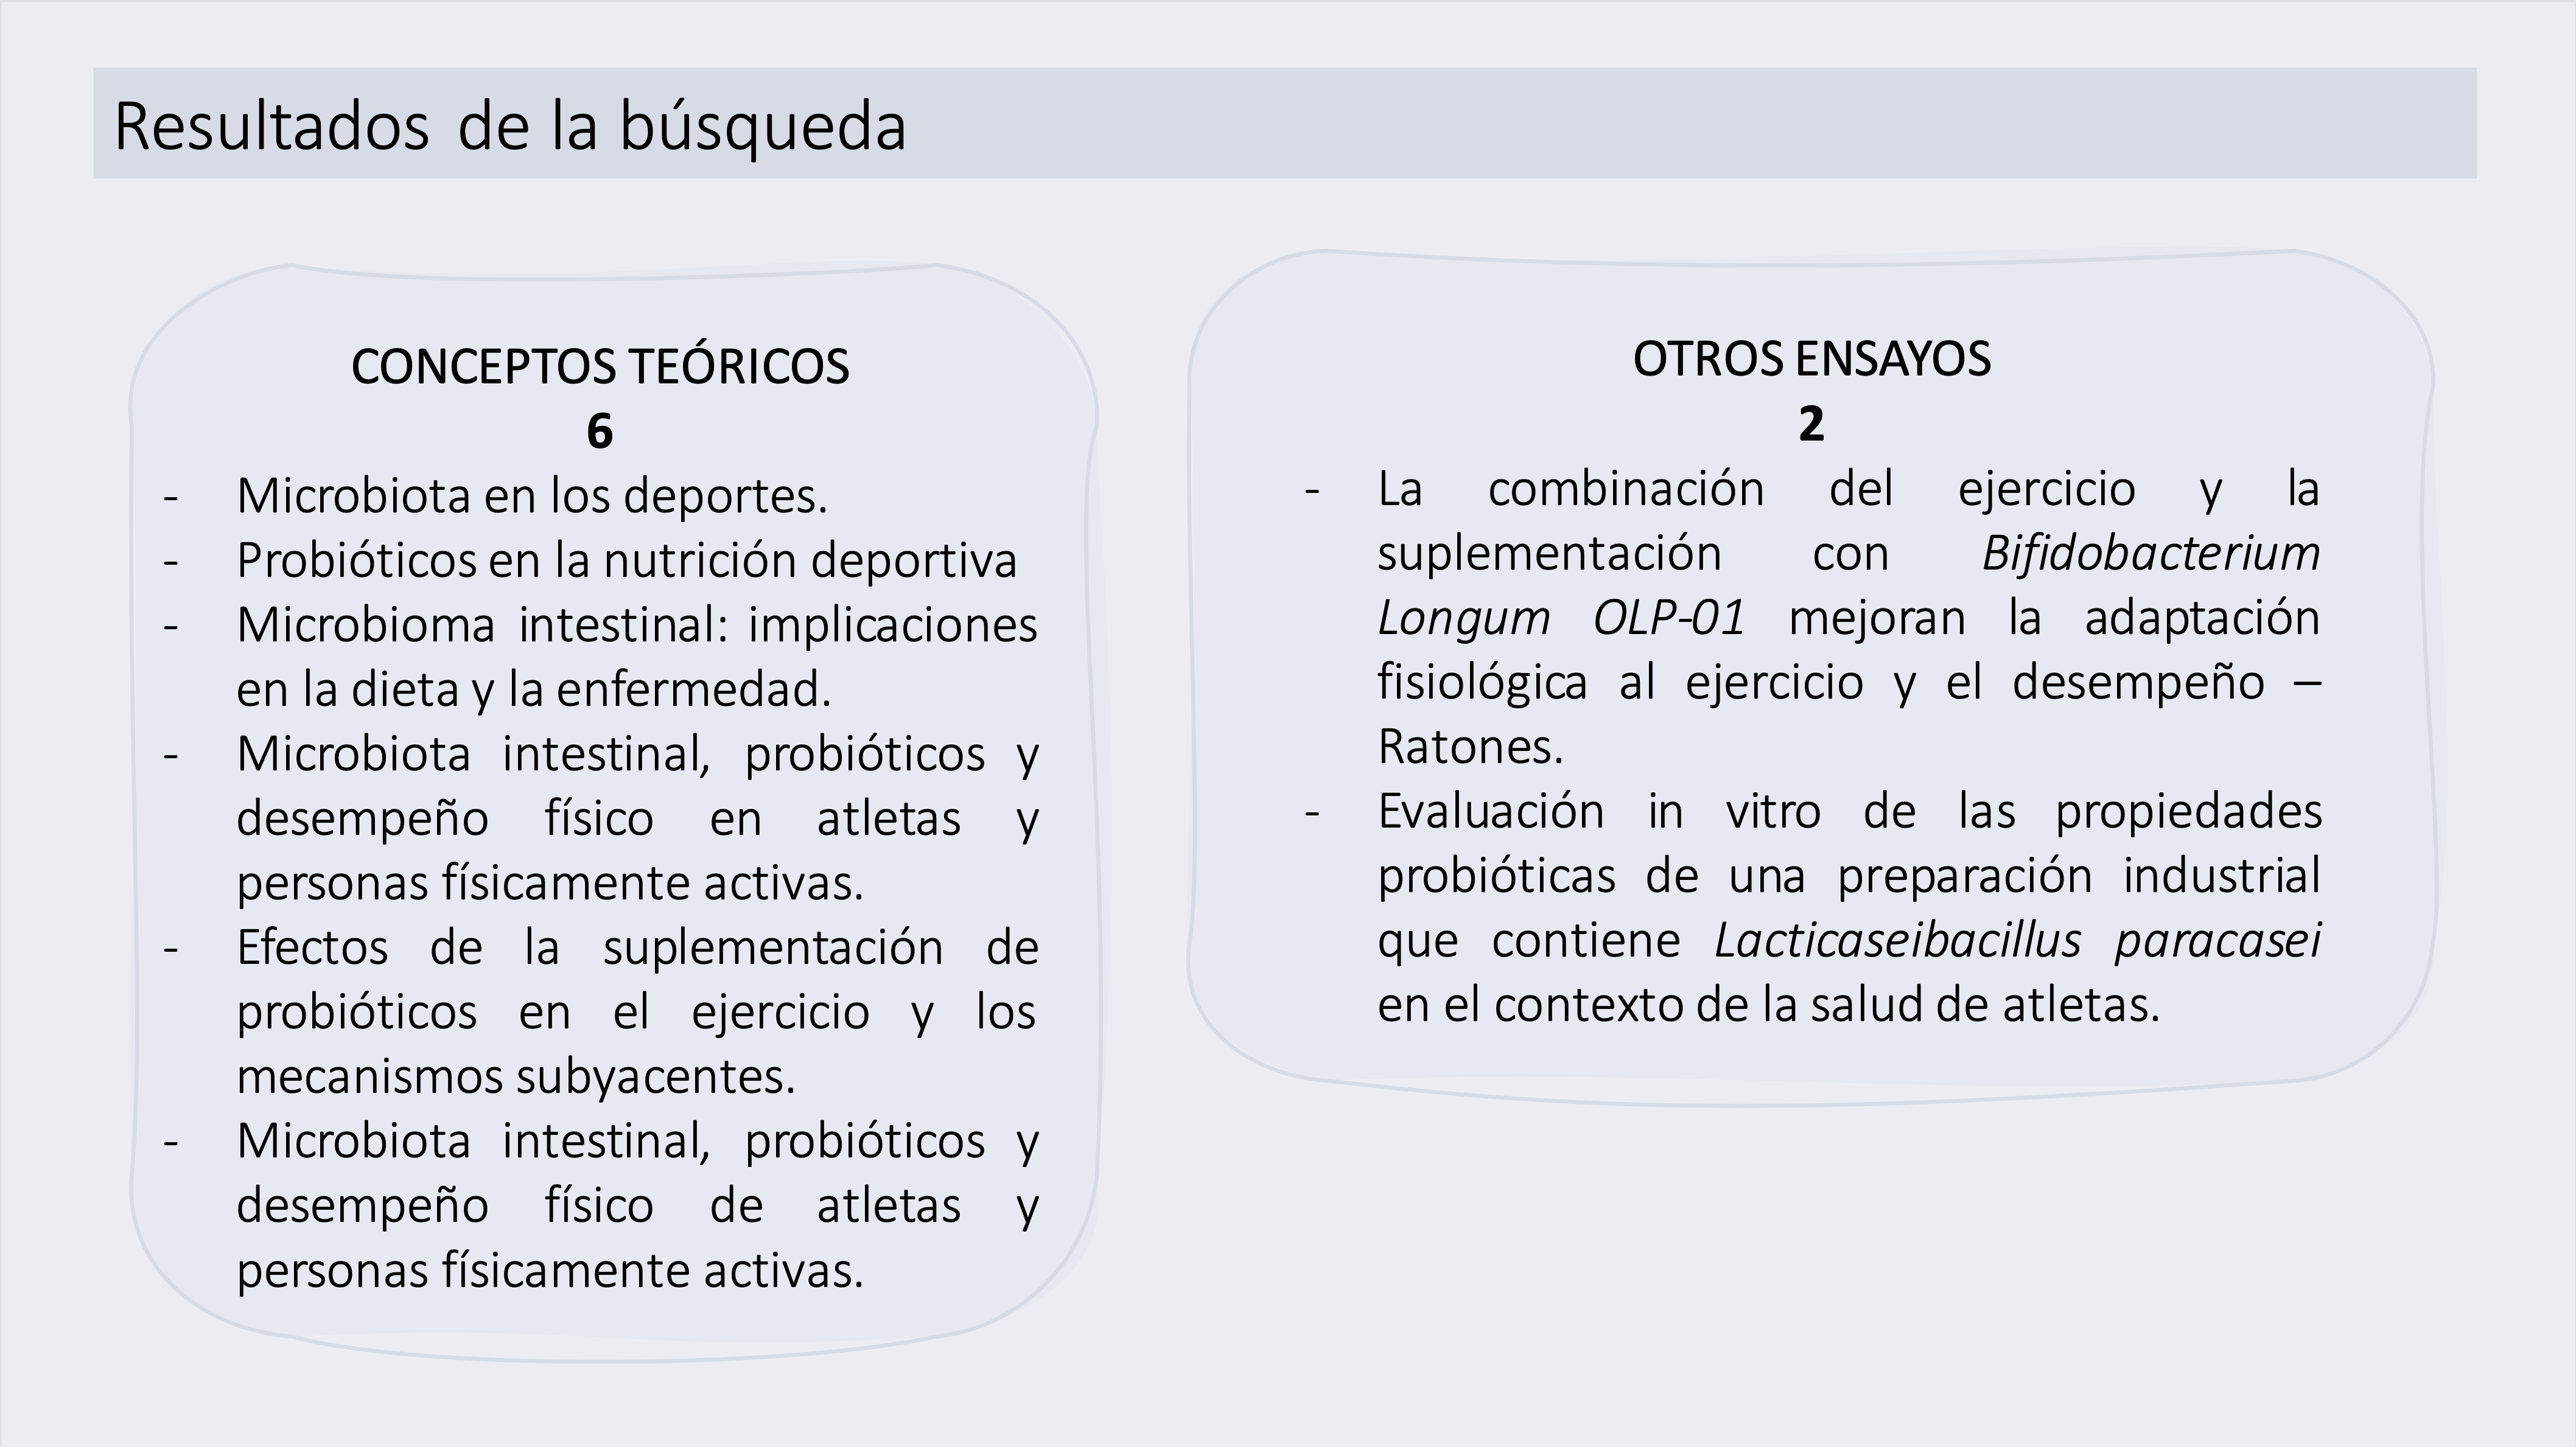 Resultados de la búsqueda
CONCEPTOS TEÓRICOS
6
- Microbiota en los deportes.
- Probióticos en la nutrición deportiva
- Microbioma intestinal: implicaciones
en la dieta y la enfermedad.
- Microbiota intestinal, probióticos y
desempeño físico en atletas y
personas físicamente activas.
- Efectos de la suplementación de
probióticos en el ejercicio y los
mecanismos subyacentes.
- Microbiota intestinal, probióticos y
desempeño físico de atletas y
personas físicamente activas.
OTROS ENSAYOS
2
- La combinación del ejercicio y la
suplementación con Bifidobacterium
Longum OLP-01 mejoran la adaptación
fisiológica al ejercicio y el desempeño –
Ratones.
- Evaluación in vitro de las propiedades
probióticas de una preparación industrial
que contiene Lacticaseibacillus paracasei
en el contexto de la salud de atletas.